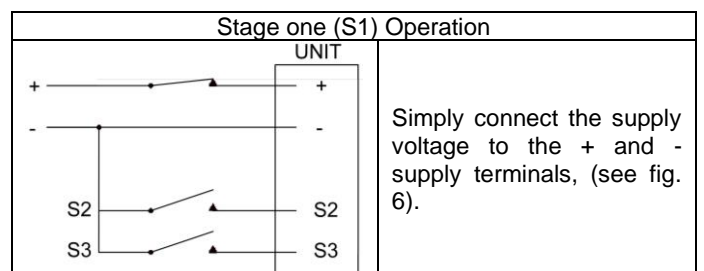 Stage one (S1) Operation
UNIT
+ +
- -
S2 S2
S3 S3
Simply connect the supply
voltage to the + and -
supply terminals, (see fig.
6).